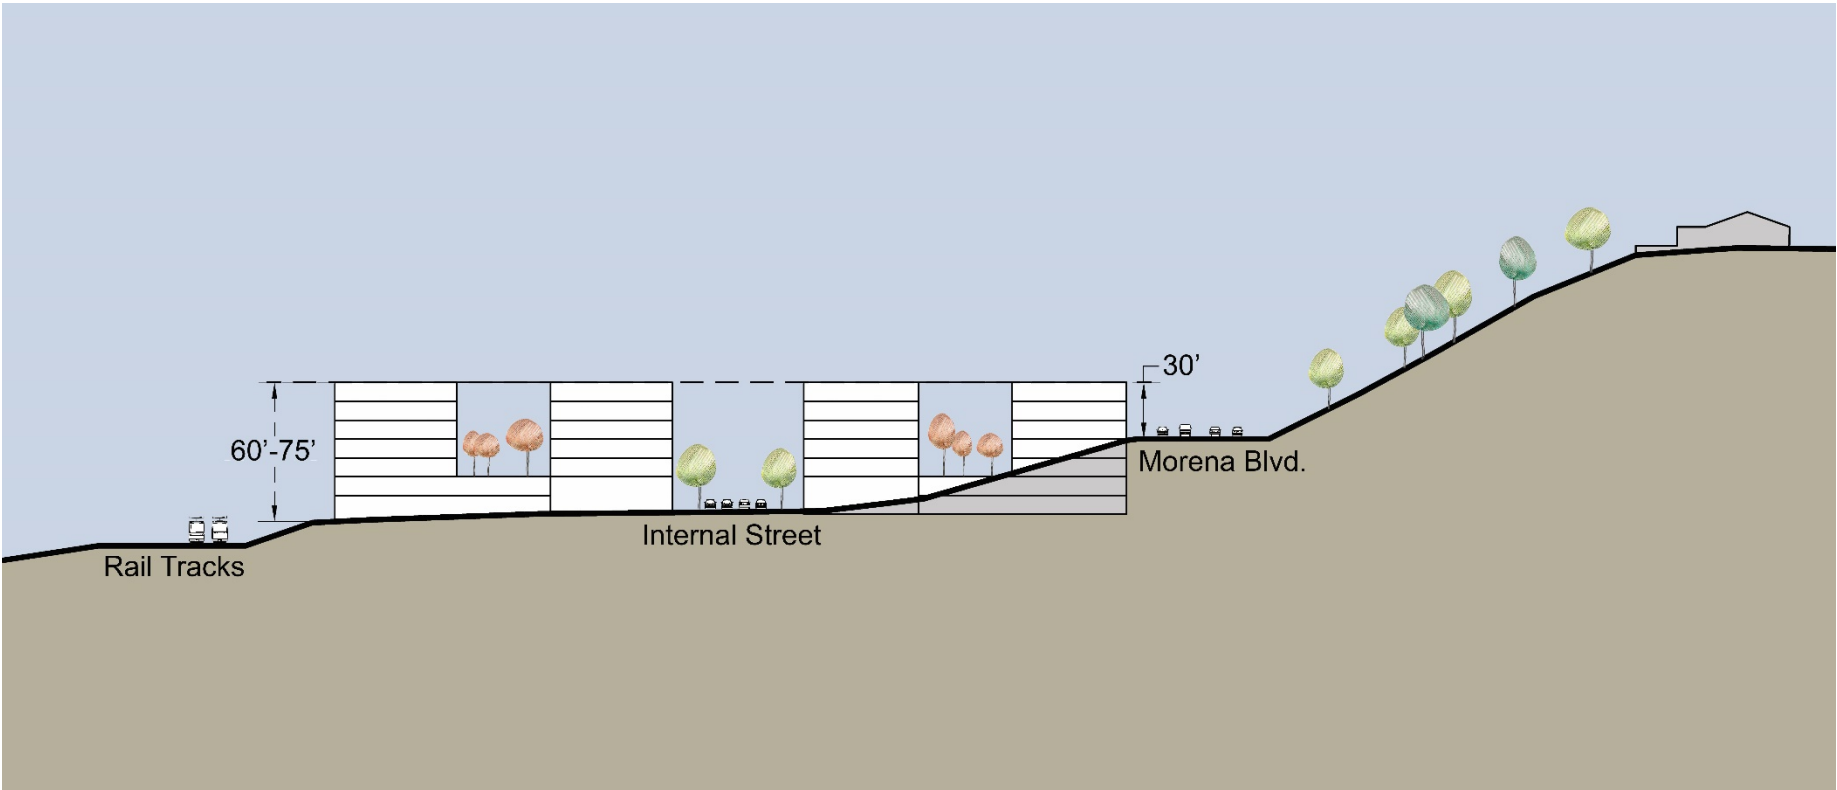 30’
60’-75’
Morena Blvd.
Internal Street
Rail Tracks